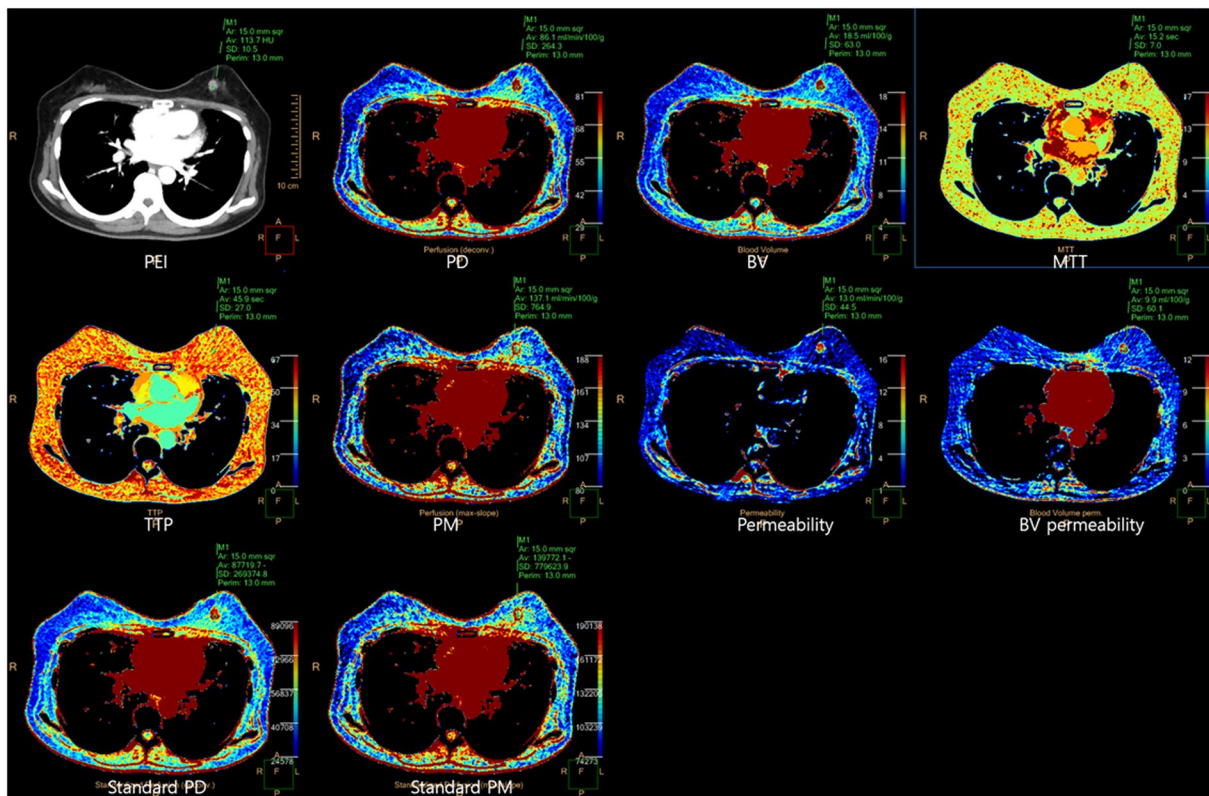 M1
Ar: 15.0 mm sqr
Av: 113.7 HU
SD: 10.5
Perim: 13.0 mm
R
10 cm
A
R F L
P
PEI
M1
Ar: 15.0 mm sqr
Av: 86.1 ml/min/100/g
SD: 264.3
Perim: 13.0 mm
R
81
68
55
42
29
A
R F L
P
Perfusion (deconv.)
PD
M1
Ar: 15.0 mm sqr
Av: 18.5 ml/100/g
SD: 63.0
Perim: 13.0 mm
R
18
14
11
8
4
A
R F L
P
Blood Volume
BV
M1
Ar: 15.0 mm sqr
Av: 15.2 sec
SD: 7.0
Perim: 13.0 mm
R
17
13
9
4
0
A
R F L
P
MTT
MTT
M1
Ar: 15.0 mm sqr
Av: 45.9 sec
SD: 27.0
Perim: 13.0 mm
R
67
50
34
17
0
A
R F L
P
TTP
TTP
M1
Ar: 15.0 mm sqr
Av: 137.1 ml/min/100/g
SD: 764.9
Perim: 13.0 mm
R
188
161
134
107
80
A
R F L
P
Perfusion (max-slope)
PM
M1
Ar: 15.0 mm sqr
Av: 13.0 ml/min/100/g
SD: 44.5
Perim: 13.0 mm
R
16
12
9
5
1
A
R F L
P
Permeability
Permeability
M1
Ar: 15.0 mm sqr
Av: 9.9 ml/100/g
SD: 60.1
Perim: 13.0 mm
R
12
9
6
3
0
A
R F L
P
Blood Volume perm.
BV permeability
M1
Ar: 15.0 mm sqr
Av: 87719.7 -
SD: 269374.8
Perim: 13.0 mm
R
89096
72966
56837
40708
24578
A
R F L
P
Standard PD
M1
Ar: 15.0 mm sqr
Av: 139772.1 -
SD: 779623.9
Perim: 13.0 mm
R
190138
161172
132206
103239
74273
A
R F L
P
Standard PM